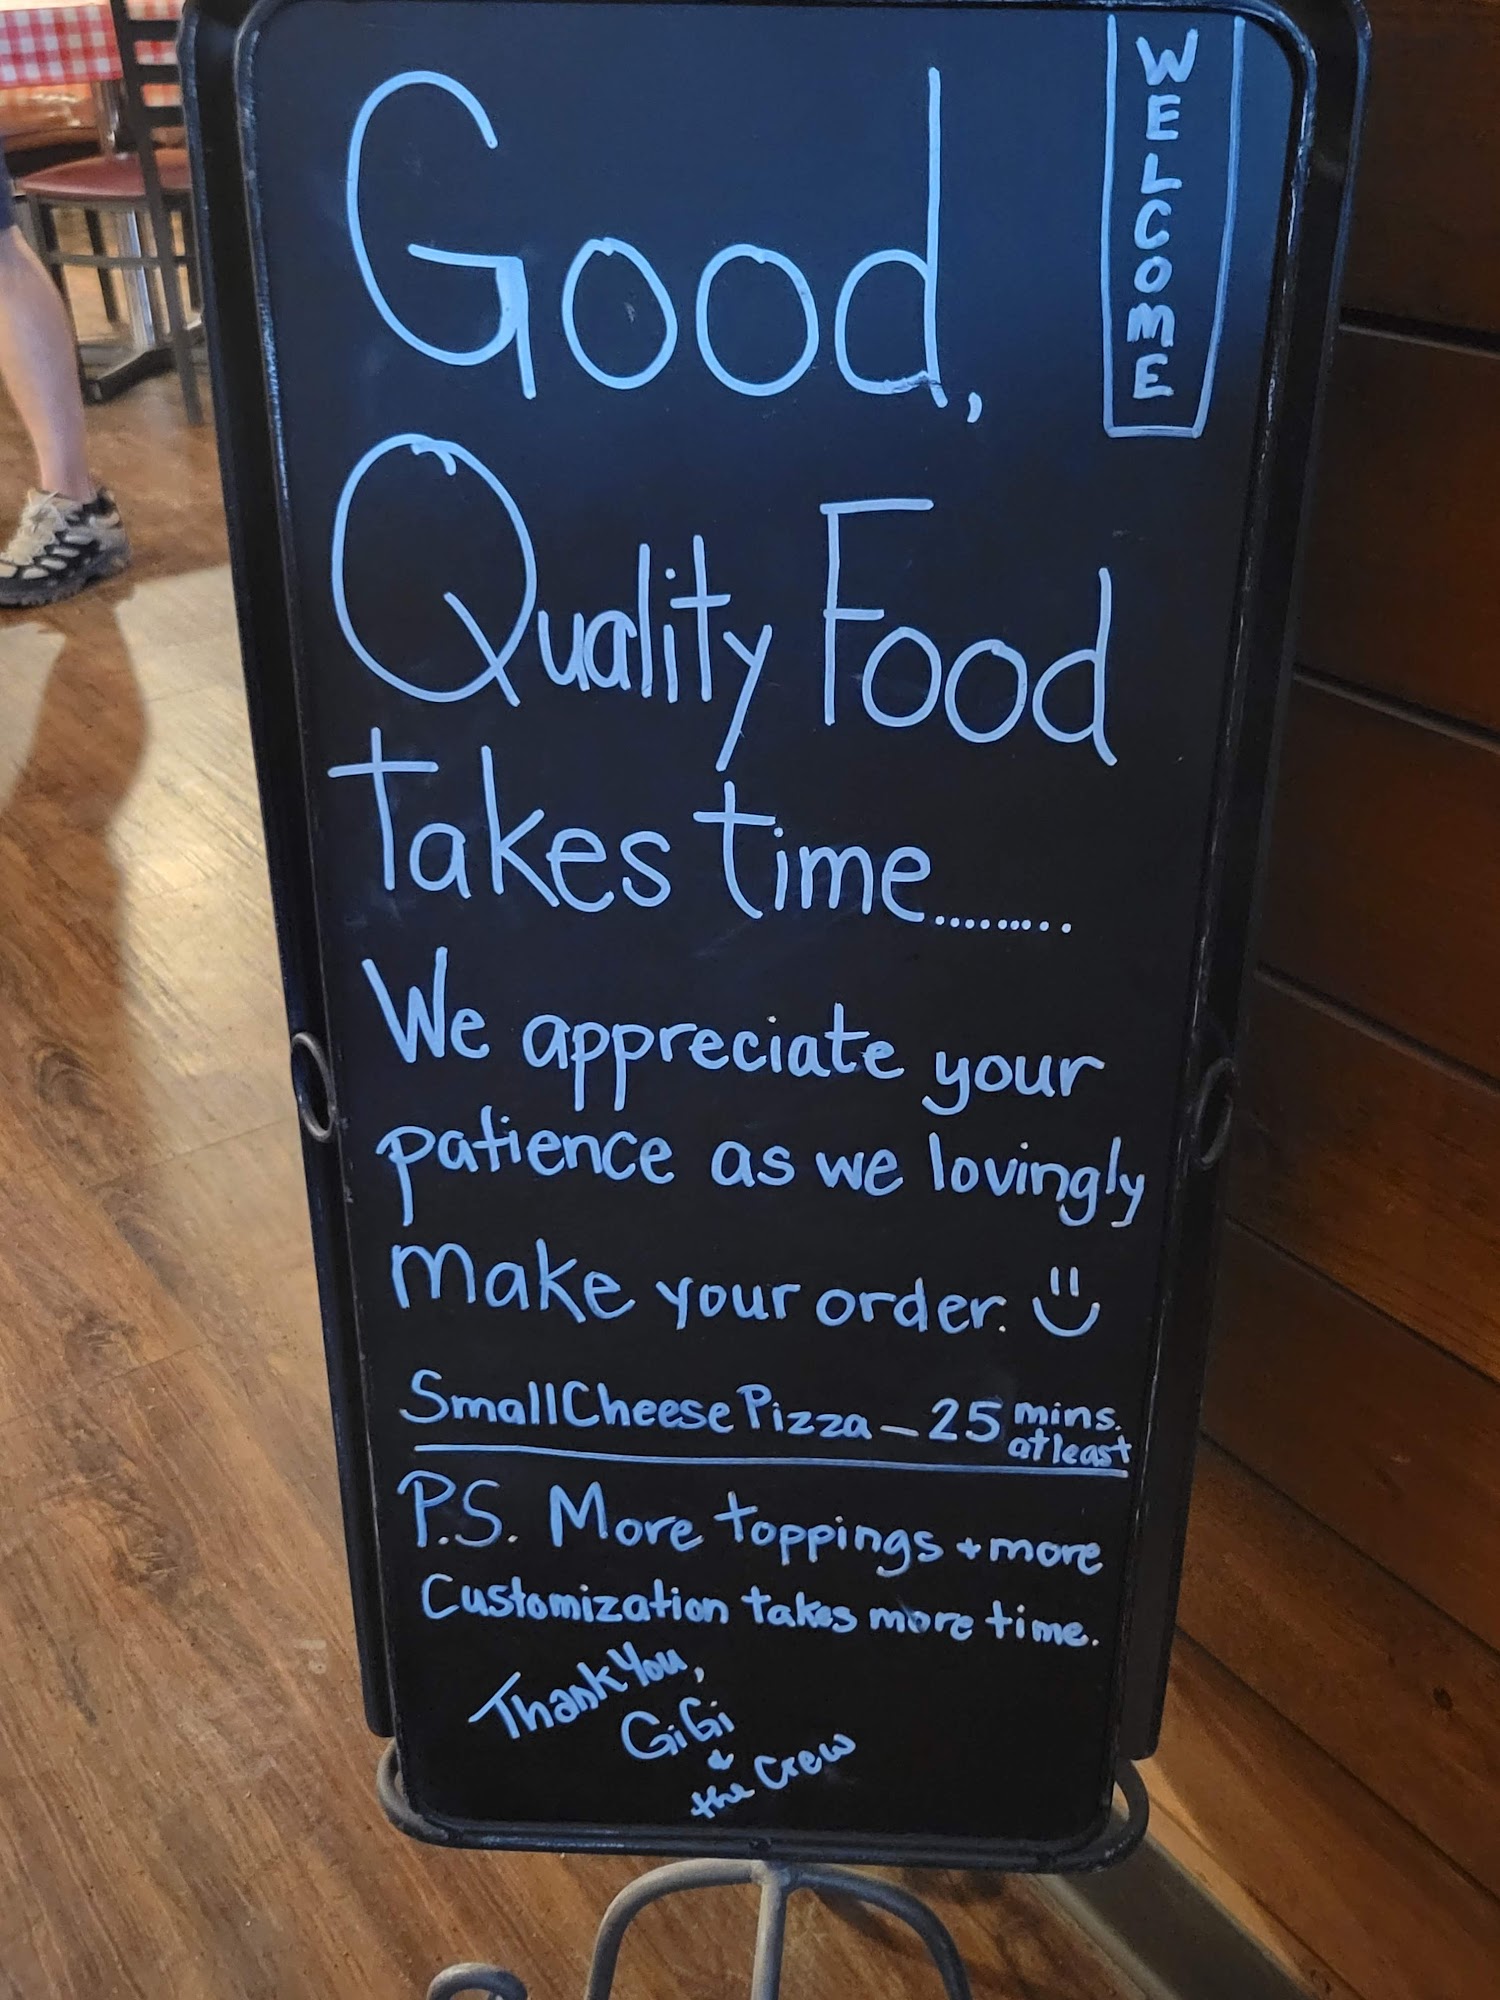 WELCOME
Good,
Quality Food
takes time.........
We appreciate your
patience as we lovingly
make your order.
Small Cheese Pizza - 25 mins.
at least
P.S. More toppings + more
Customization takes more time.
Thank You,
GiGi
&
the Crew